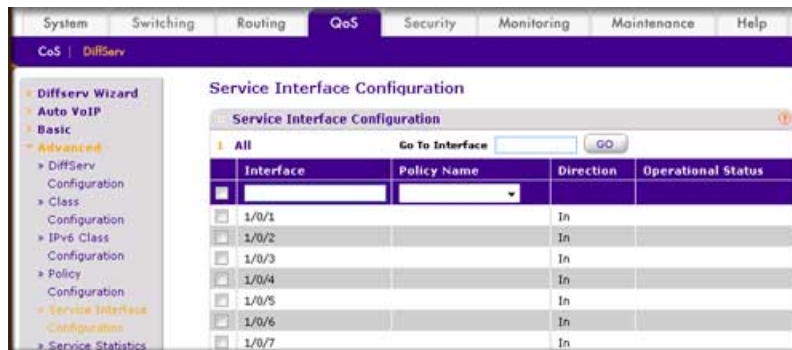 System Switching Routing QoS Security Monitoring Maintenance Help
CoS | DiffServ
Diffserv Wizard
Auto VoIP
Basic
Advanced
» DiffServ
Configuration
» Class
Configuration
» IPv6 Class
Configuration
» Policy
Configuration
» Service Interface
Configuration
» Service Statistics
Service Interface Configuration
Service Interface Configuration
1 All Go To Interface GO
Interface Policy Name Direction Operational Status
1/0/1 In
1/0/2 In
1/0/3 In
1/0/4 In
1/0/5 In
1/0/6 In
1/0/7 In